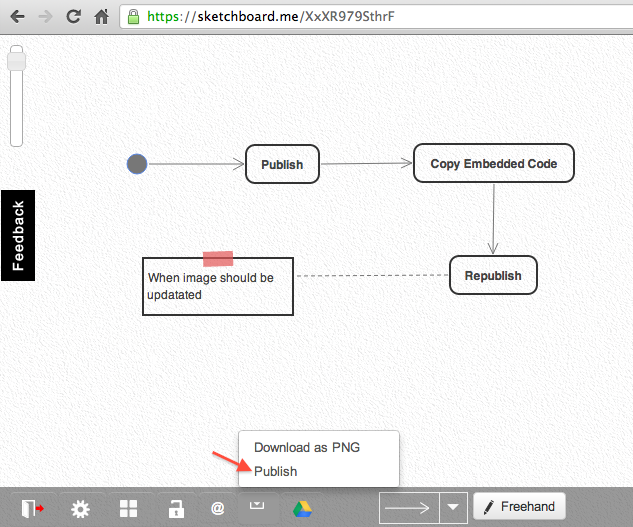 https://sketchboard.me/XxXR979SthrF
Publish
Copy Embedded Code
Feedback
When image should be
updatated
Republish
Download as PNG
Publish
@
Freehand